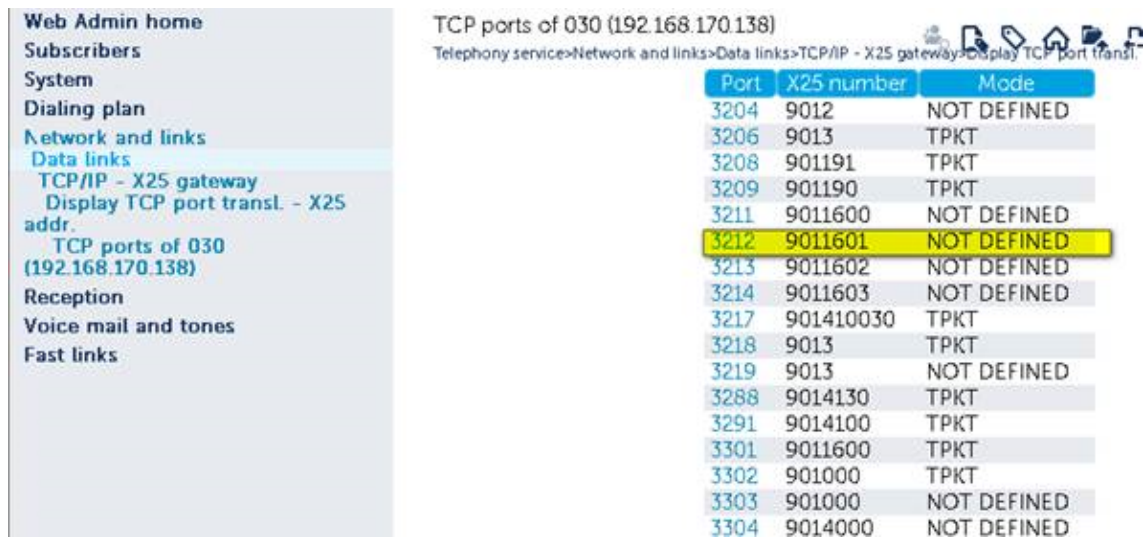 Web Admin home
Subscribers
System
Dialing plan
Network and links
Data links
TCP/IP - X25 gateway
Display TCP port transl. - X25
addr.
TCP ports of 030
(192.168.170.138)
Reception
Voice mail and tones
Fast links
TCP ports of 030 (192.168.170.138)
Telephony service>Network and links>Data links>TCP/IP - X25 gateway>Display TCP port transl.
Port X25 number Mode
3204 9012 NOT DEFINED
3206 9013 TPKT
3208 901191 TPKT
3209 901190 TPKT
3211 9011600 NOT DEFINED
3212 9011601 NOT DEFINED
3213 9011602 NOT DEFINED
3214 9011603 NOT DEFINED
3217 901410030 TPKT
3218 9013 TPKT
3219 9013 NOT DEFINED
3288 9014130 TPKT
3291 9014100 TPKT
3301 9011600 TPKT
3302 901000 TPKT
3303 901000 NOT DEFINED
3304 9014000 NOT DEFINED